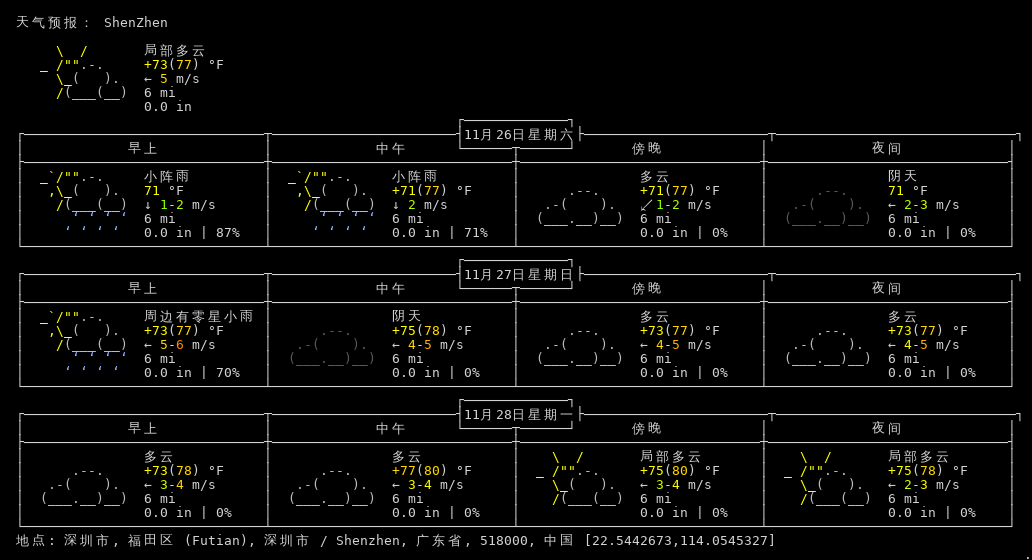 天气预报： ShenZhen
局部多云
+73(77) °F
← 5 m/s
6 mi
0.0 in
11月26日星期六
早上 中午 傍晚 夜间
小阵雨 小阵雨 多云 阴天
71 °F +71(77) °F +71(77) °F 71 °F
↓ 1-2 m/s ↓ 2 m/s ↙ 1-2 m/s ← 2-3 m/s
6 mi 6 mi 6 mi 6 mi
0.0 in | 87% 0.0 in | 71% 0.0 in | 0% 0.0 in | 0%
11月27日星期日
早上 中午 傍晚 夜间
周边有零星小雨 阴天 多云 多云
+73(77) °F +75(78) °F +73(77) °F +73(77) °F
← 5-6 m/s ← 4-5 m/s ← 4-5 m/s ← 4-5 m/s
6 mi 6 mi 6 mi 6 mi
0.0 in | 70% 0.0 in | 0% 0.0 in | 0% 0.0 in | 0%
11月28日星期一
早上 中午 傍晚 夜间
多云 多云 局部多云 局部多云
+73(78) °F +77(80) °F +75(80) °F +75(78) °F
← 3-4 m/s ← 3-4 m/s ← 3-4 m/s ← 2-3 m/s
6 mi 6 mi 6 mi 6 mi
0.0 in | 0% 0.0 in | 0% 0.0 in | 0% 0.0 in | 0%
地点: 深圳市, 福田区 (Futian), 深圳市 / Shenzhen, 广东省, 518000, 中国 [22.5442673,114.0545327]